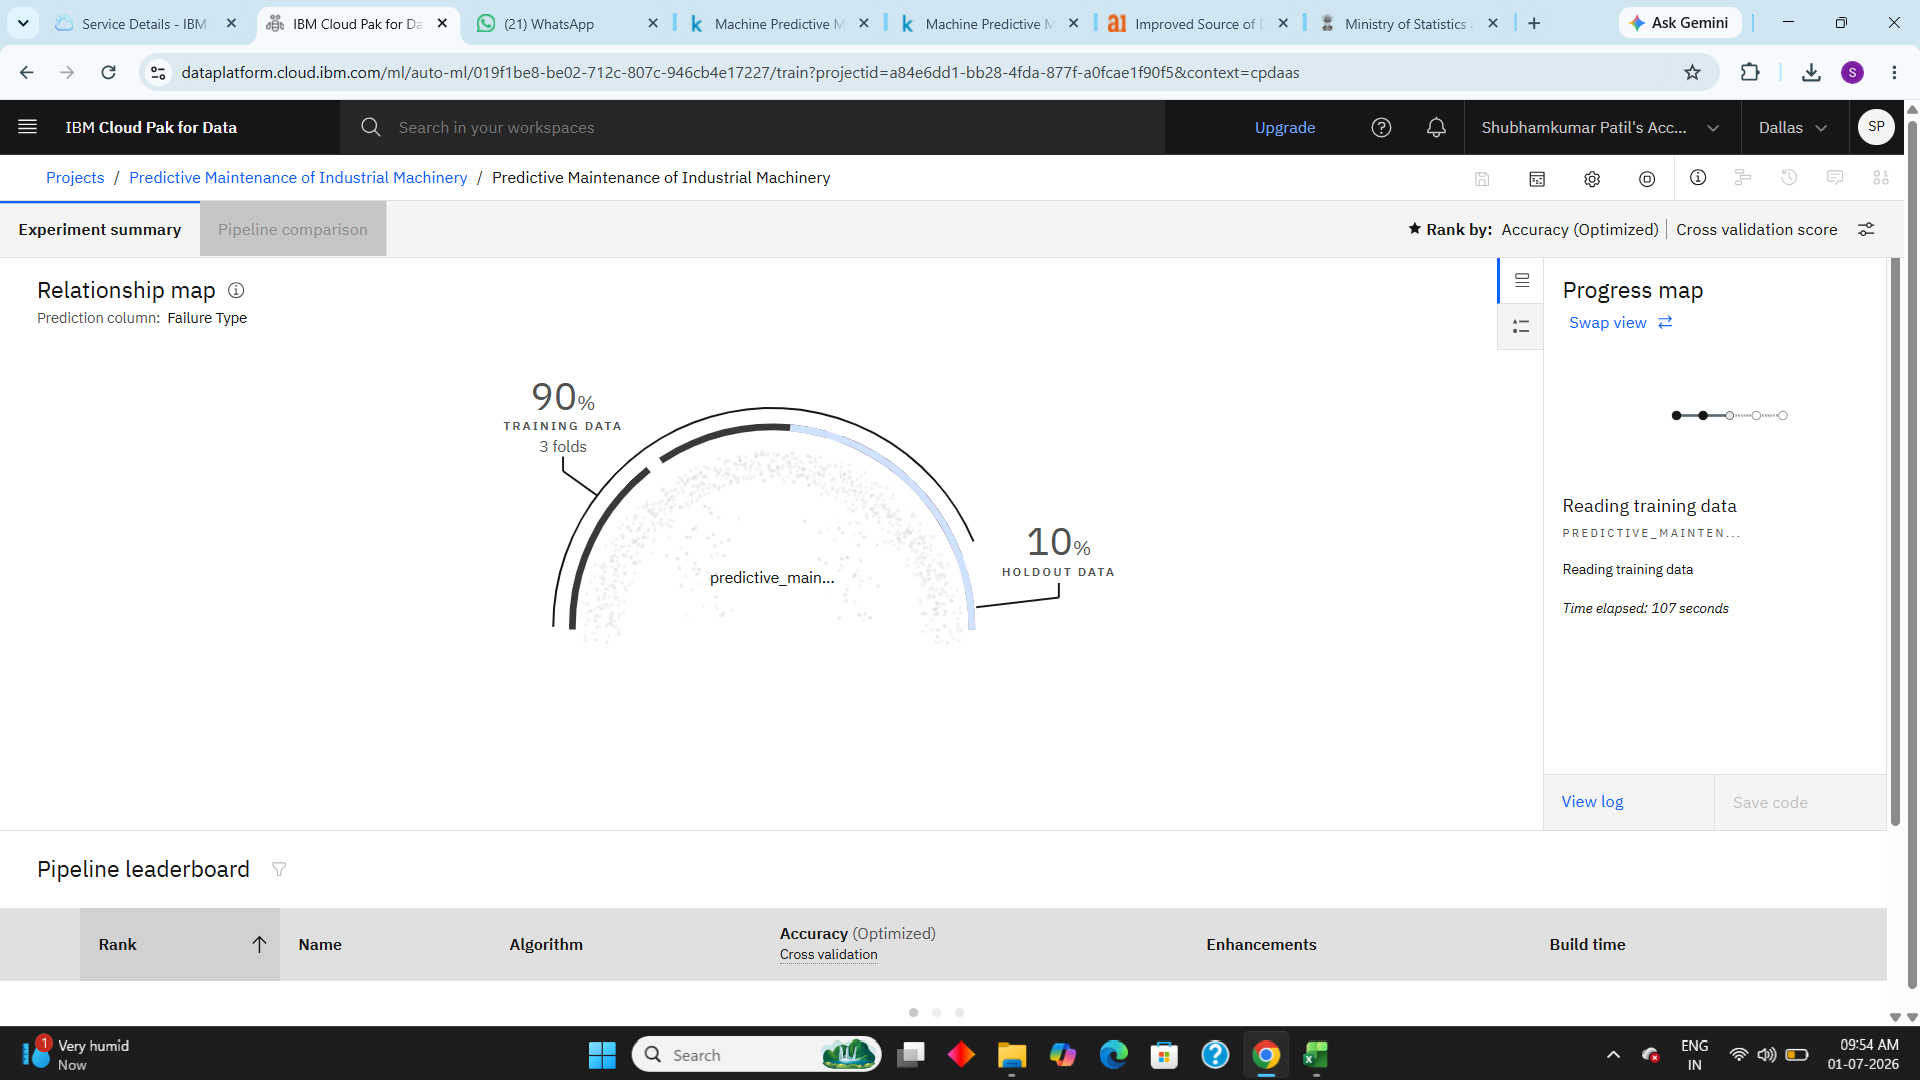 Service Details - IBM
IBM Cloud Pak for Da
(21) WhatsApp
Machine Predictive M
Machine Predictive M
Improved Source of D
Ministry of Statistics a
Ask Gemini
dataplatform.cloud.ibm.com/ml/auto-ml/019f1be8-be02-712c-807c-946cb4e17227/train?projectid=a84e6dd1-bb28-4fda-877f-a0fcae1f90f5&context=cpdaas
S
IBM Cloud Pak for Data
Search in your workspaces
Upgrade
Shubhamkumar Patil's Acc...
Dallas
SP
Projects / Predictive Maintenance of Industrial Machinery / Predictive Maintenance of Industrial Machinery
Experiment summary
Pipeline comparison
Rank by: Accuracy (Optimized) | Cross validation score
Relationship map
Prediction column: Failure Type
90%
TRAINING DATA
3 folds
10%
HOLDOUT DATA
predictive_main...
Progress map
Swap view
Reading training data
PREDICTIVE_MAINTEN...
Reading training data
Time elapsed: 107 seconds
View log
Save code
Pipeline leaderboard
Rank
Name
Algorithm
Accuracy (Optimized)
Cross validation
Enhancements
Build time
1
Very humid
Now
Search
ENG
IN
09:54 AM
01-07-2026